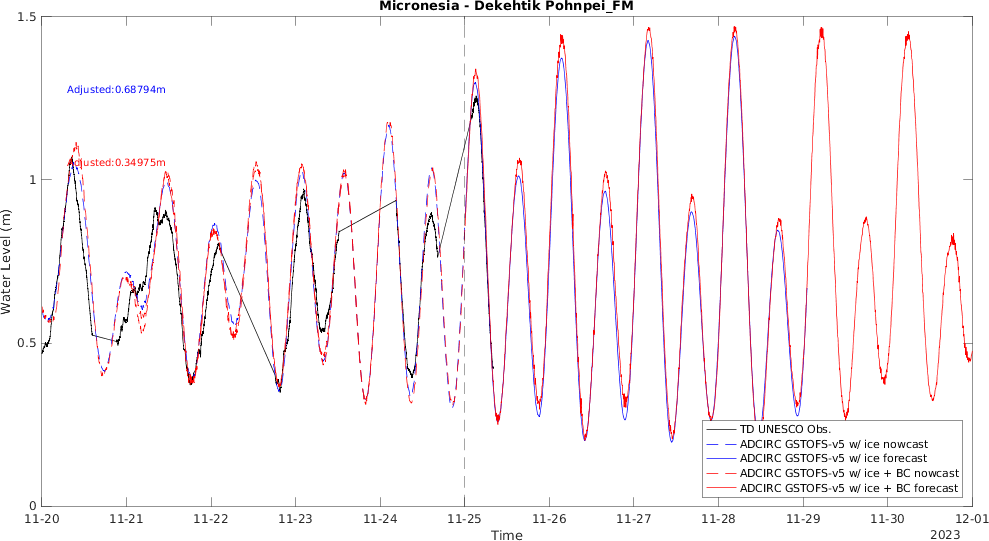 Micronesia - Dekehtik Pohnpei_FM
Water Level (m)
1.5
1
0.5
0
Adjusted:0.68794m
Adjusted:0.34975m
TD UNESCO Obs.
ADCIRC GSTOFS-v5 w/ ice nowcast
ADCIRC GSTOFS-v5 w/ ice forecast
ADCIRC GSTOFS-v5 w/ ice + BC nowcast
ADCIRC GSTOFS-v5 w/ ice + BC forecast
11-20 11-21 11-22 11-23 11-24 11-25 11-26 11-27 11-28 11-29 11-30 12-01
Time
2023